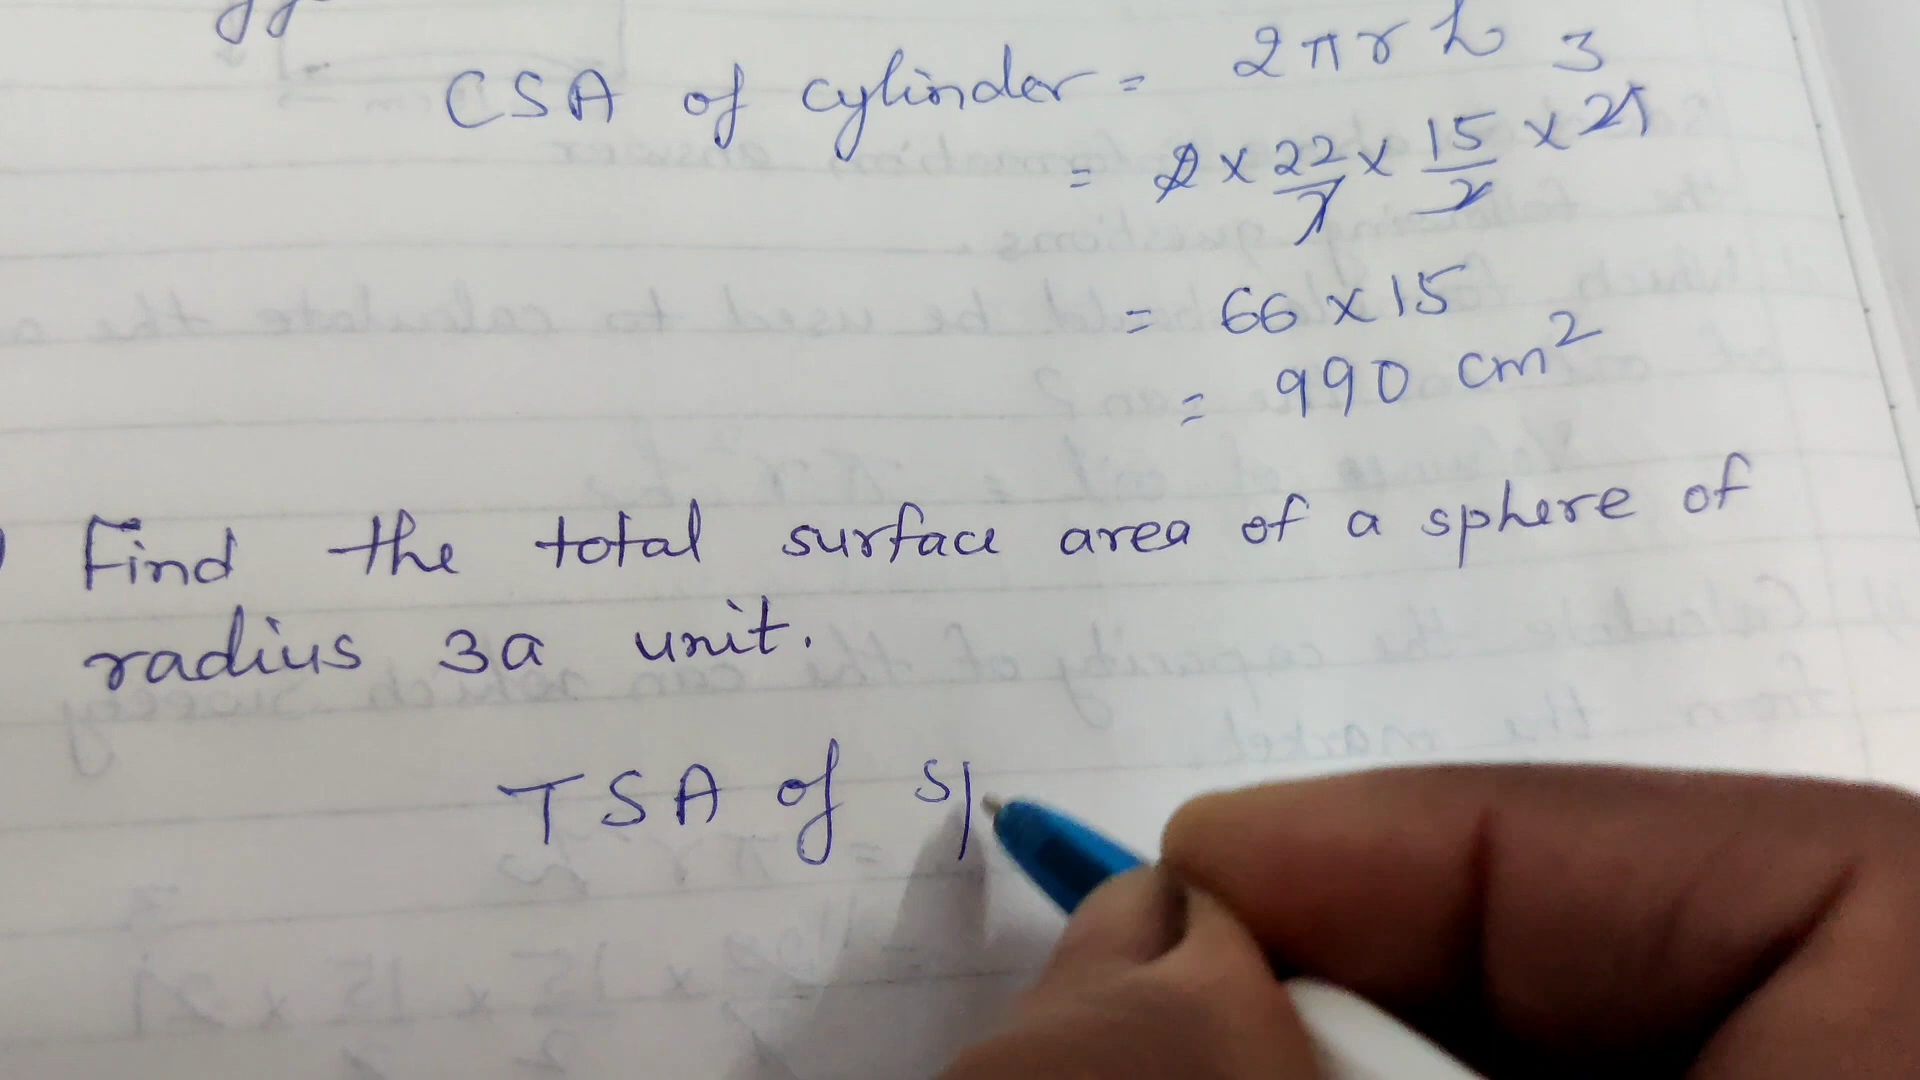 CSA of cylinder = 2πrh
= 2 × 22/7 × 15/2 × 21 3
= 66 × 15
= 990 cm²
Find the total surface area of a sphere of
radius 3a unit.
TSA of sp